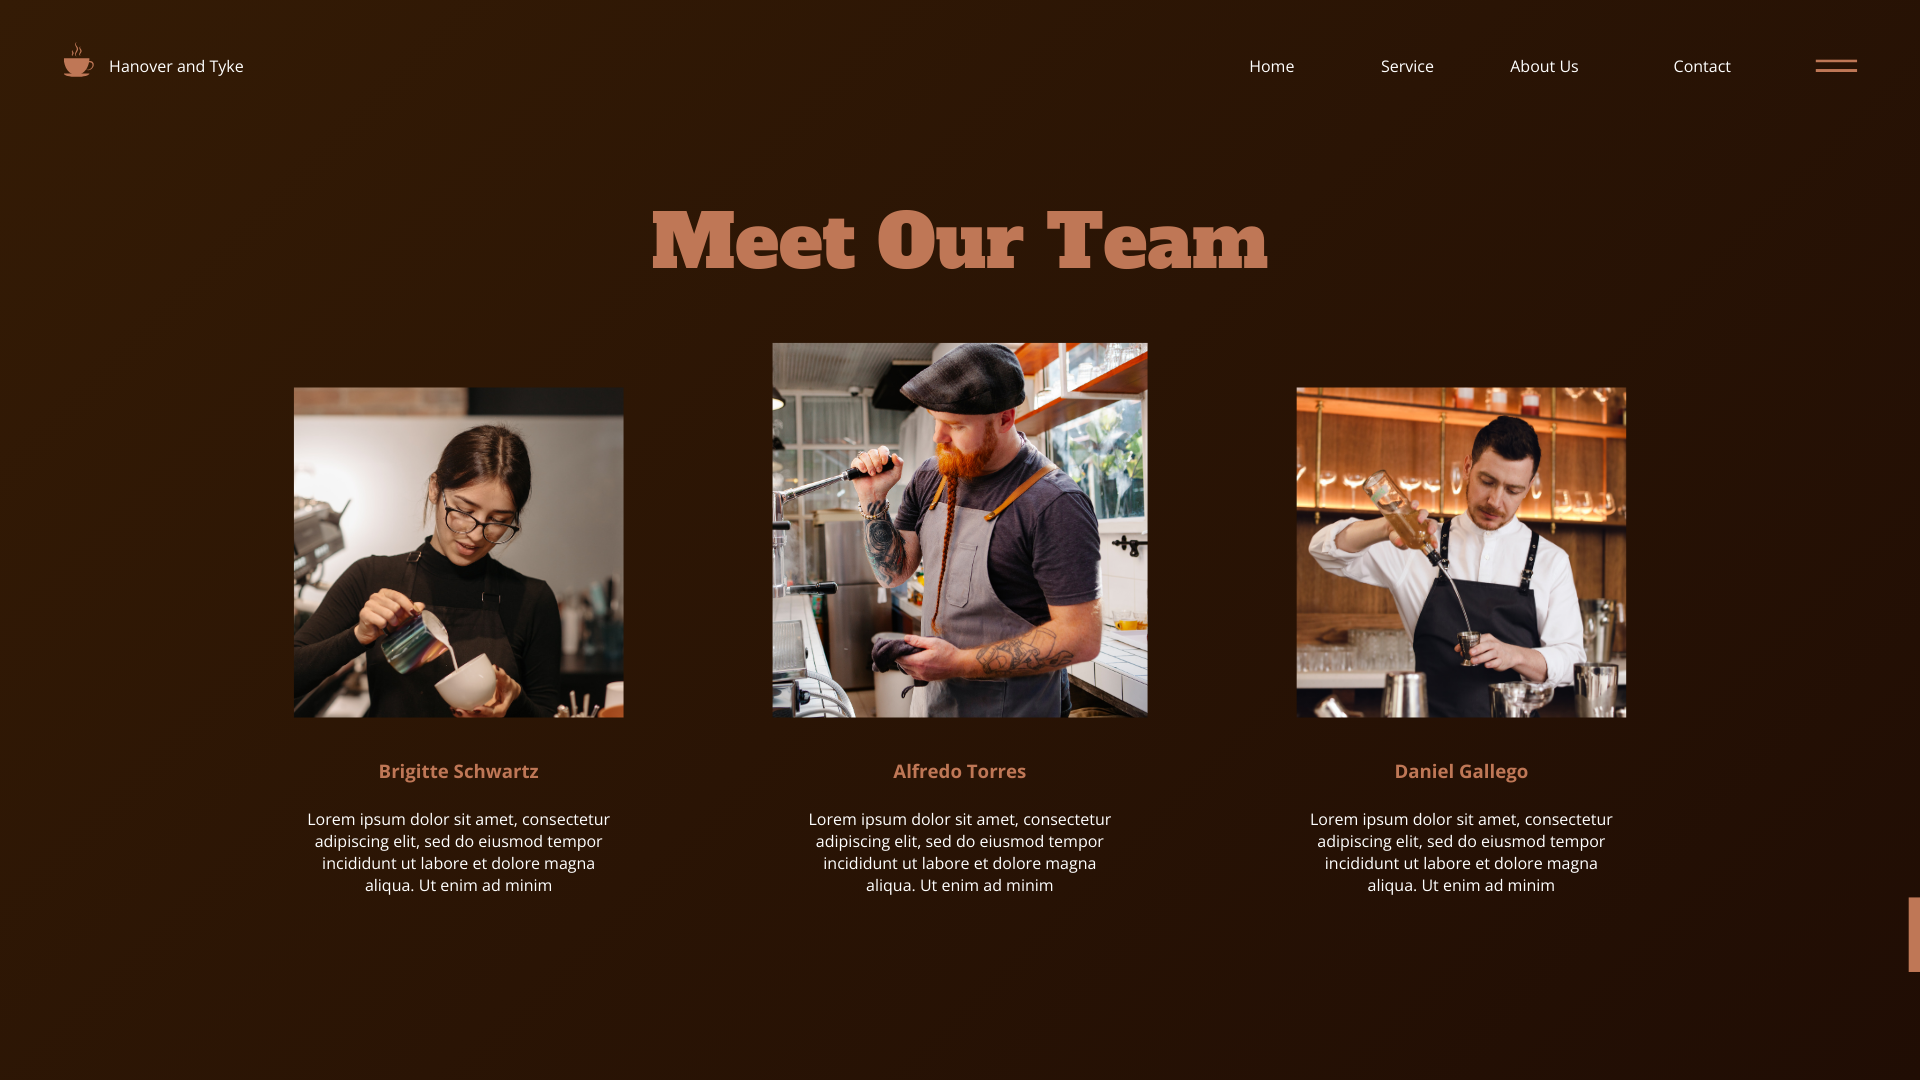 Hanover and Tyke
Home
Service
About Us
Contact
Meet Our Team
Brigitte Schwartz
Lorem ipsum dolor sit amet, consectetur
adipiscing elit, sed do eiusmod tempor
incididunt ut labore et dolore magna
aliqua. Ut enim ad minim
Alfredo Torres
Lorem ipsum dolor sit amet, consectetur
adipiscing elit, sed do eiusmod tempor
incididunt ut labore et dolore magna
aliqua. Ut enim ad minim
Daniel Gallego
Lorem ipsum dolor sit amet, consectetur
adipiscing elit, sed do eiusmod tempor
incididunt ut labore et dolore magna
aliqua. Ut enim ad minim